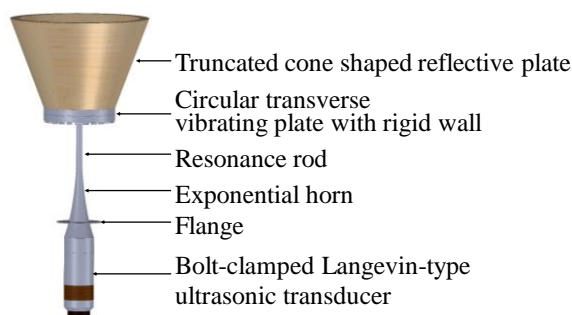 Truncated cone shaped reflective plate
Circular transverse
vibrating plate with rigid wall
Resonance rod
Exponential horn
Flange
Bolt-clamped Langevin-type
ultrasonic transducer